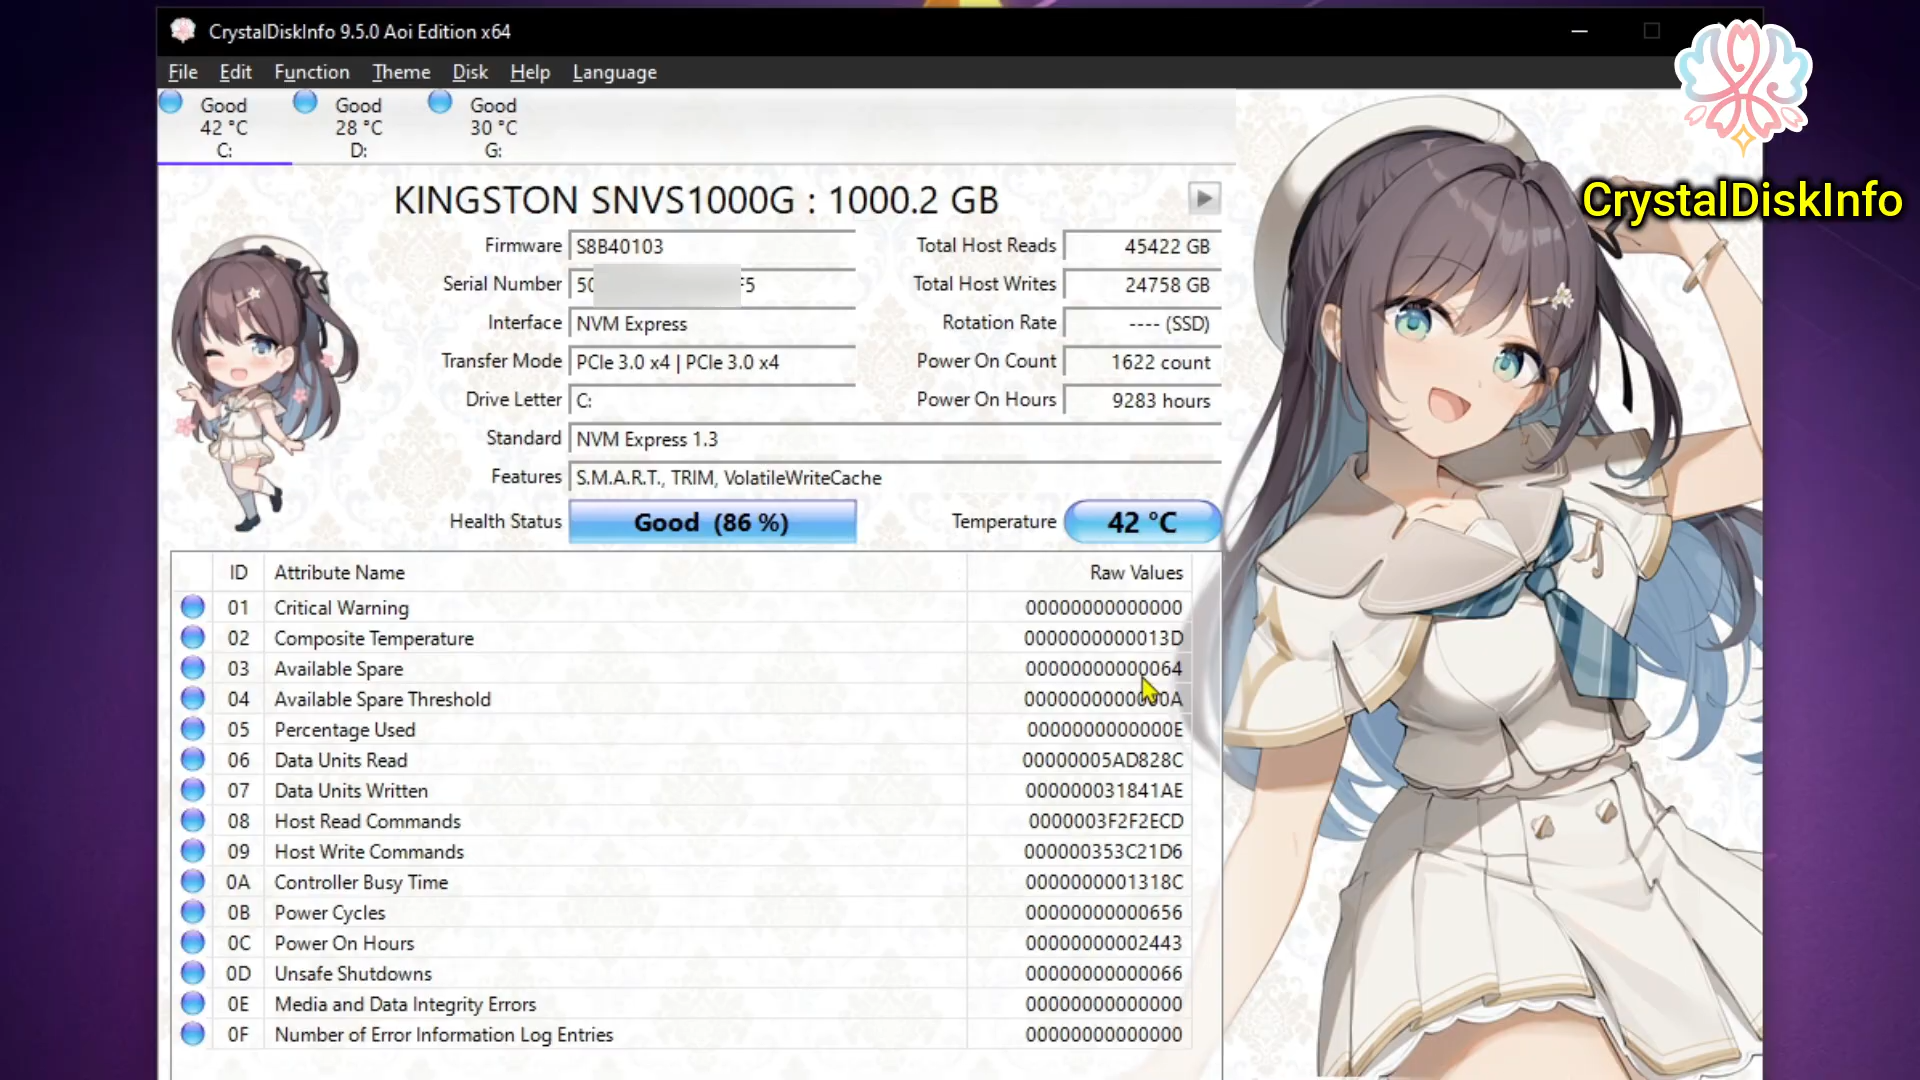 CrystalDiskInfo 9.5.0 Aoi Edition x64
File Edit Function Theme Disk Help Language
Good Good Good
42 °C 28 °C 30 °C
C: D: G:
CrystalDiskInfo
KINGSTON SNVS1000G : 1000.2 GB
Firmware S8B40103 Total Host Reads 45422 GB
Serial Number 50 F5 Total Host Writes 24758 GB
Interface NVM Express Rotation Rate ---- (SSD)
Transfer Mode PCIe 3.0 x4 | PCIe 3.0 x4 Power On Count 1622 count
Drive Letter C: Power On Hours 9283 hours
Standard NVM Express 1.3
Features S.M.A.R.T., TRIM, VolatileWriteCache
Health Status Good (86 %) Temperature 42 °C
ID Attribute Name Raw Values
01 Critical Warning 00000000000000
02 Composite Temperature 0000000000013D
03 Available Spare 00000000000064
04 Available Spare Threshold 0000000000000A
05 Percentage Used 0000000000000E
06 Data Units Read 00000005AD828C
07 Data Units Written 000000031841AE
08 Host Read Commands 0000003F2F2ECD
09 Host Write Commands 000000353C21D6
0A Controller Busy Time 0000000001318C
0B Power Cycles 00000000000656
0C Power On Hours 00000000002443
0D Unsafe Shutdowns 00000000000066
0E Media and Data Integrity Errors 00000000000000
0F Number of Error Information Log Entries 00000000000000